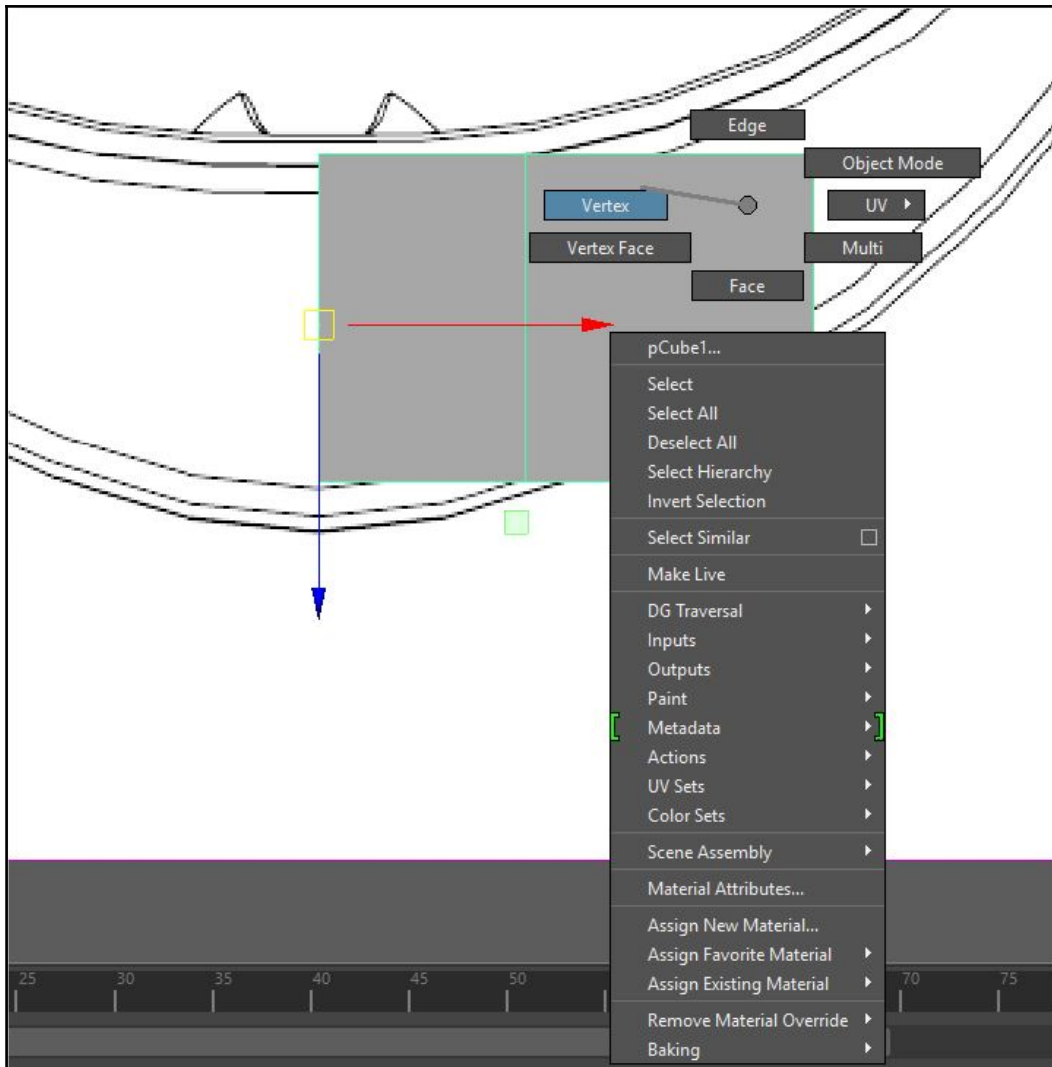 Edge
Object Mode
Vertex
UV
Vertex Face
Multi
Face
pCube1...
Select
Select All
Deselect All
Select Hierarchy
Invert Selection
Select Similar
Make Live
DG Traversal
Inputs
Outputs
Paint
Metadata
Actions
UV Sets
Color Sets
Scene Assembly
Material Attributes...
Assign New Material...
Assign Favorite Material
Assign Existing Material
Remove Material Override
Baking
25 30 35 40 45 50 70 75